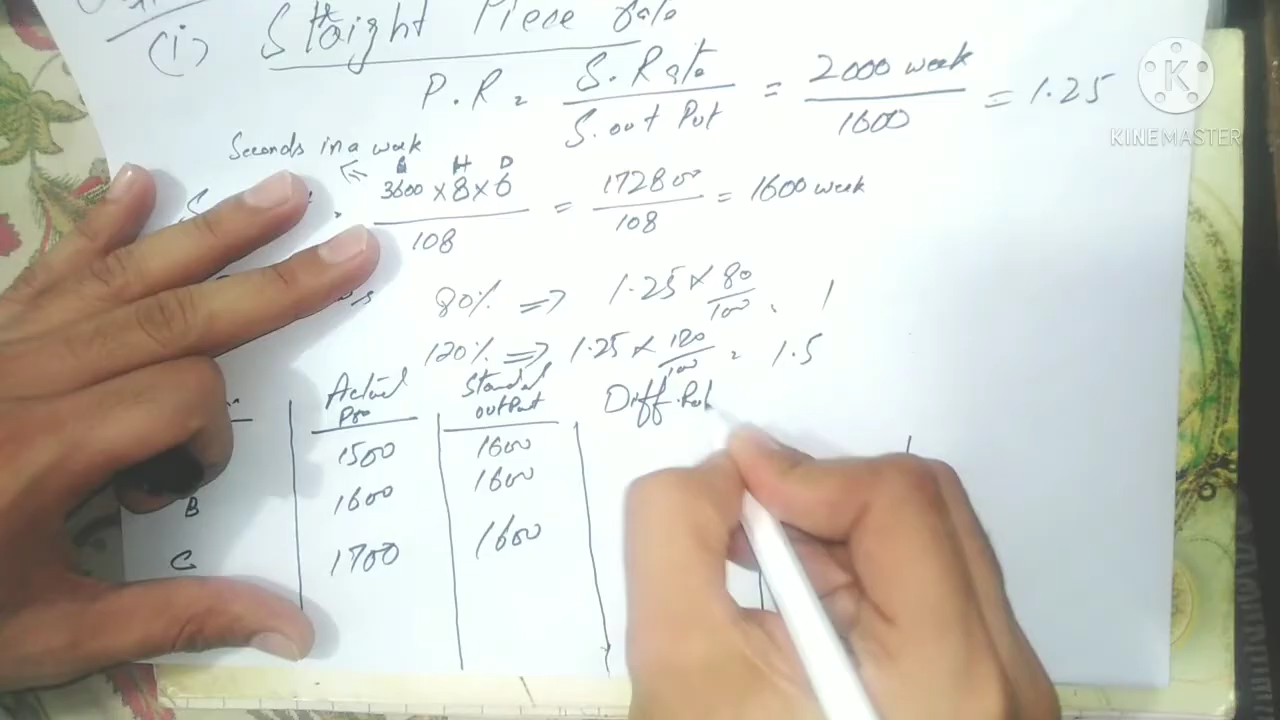 (i) Straight Piece rate
P.R = S.Rate / S.out Put = 2000 week / 1600 = 1.25
Seconds in a week
S H D
3600 × 8 × 6 / 108 = 172800 / 108 = 1600 week
80% => 1.25 × 80/100 = 1
120% => 1.25 × 120/100 = 1.5
Actual Pro | Standard outPut | Diff.
1500 | 1600
B | 1600 | 1600
C | 1700 | 1600
KINEMASTER